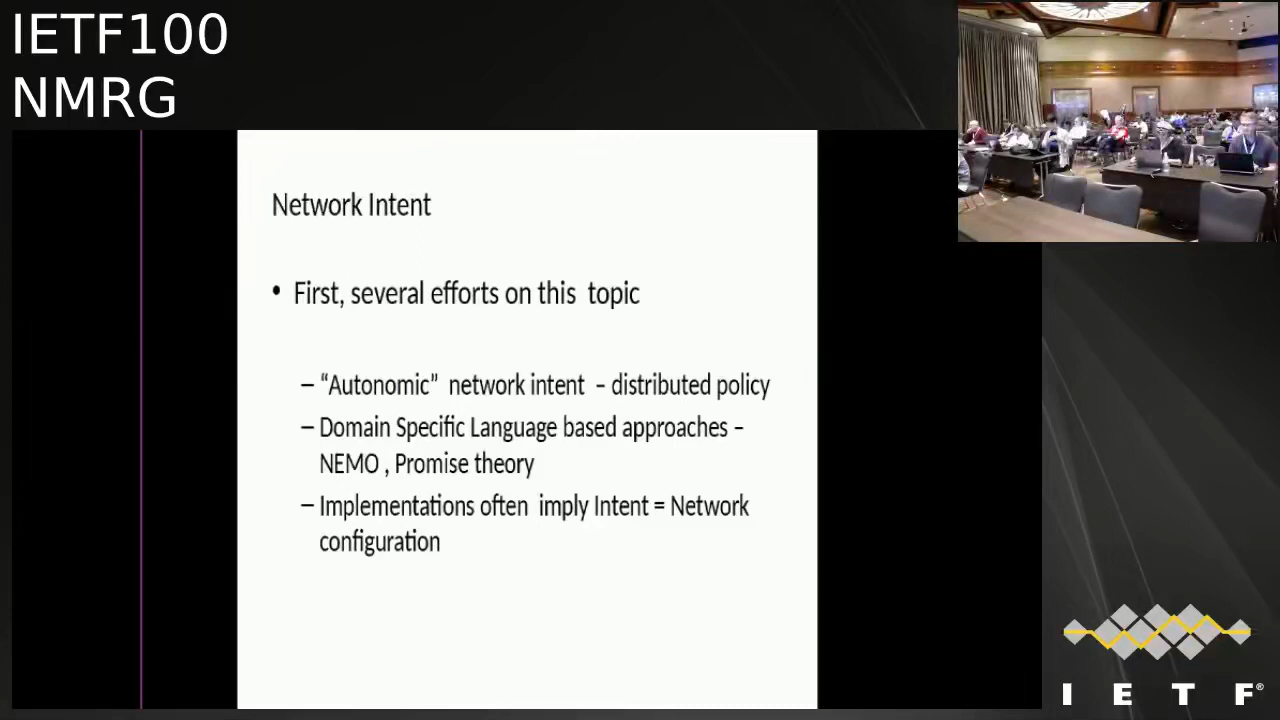 IETF100
NMRG
Network Intent
• First, several efforts on this topic
– “Autonomic” network intent – distributed policy
– Domain Specific Language based approaches –
NEMO , Promise theory
– Implementations often imply Intent = Network
configuration
I E T F®